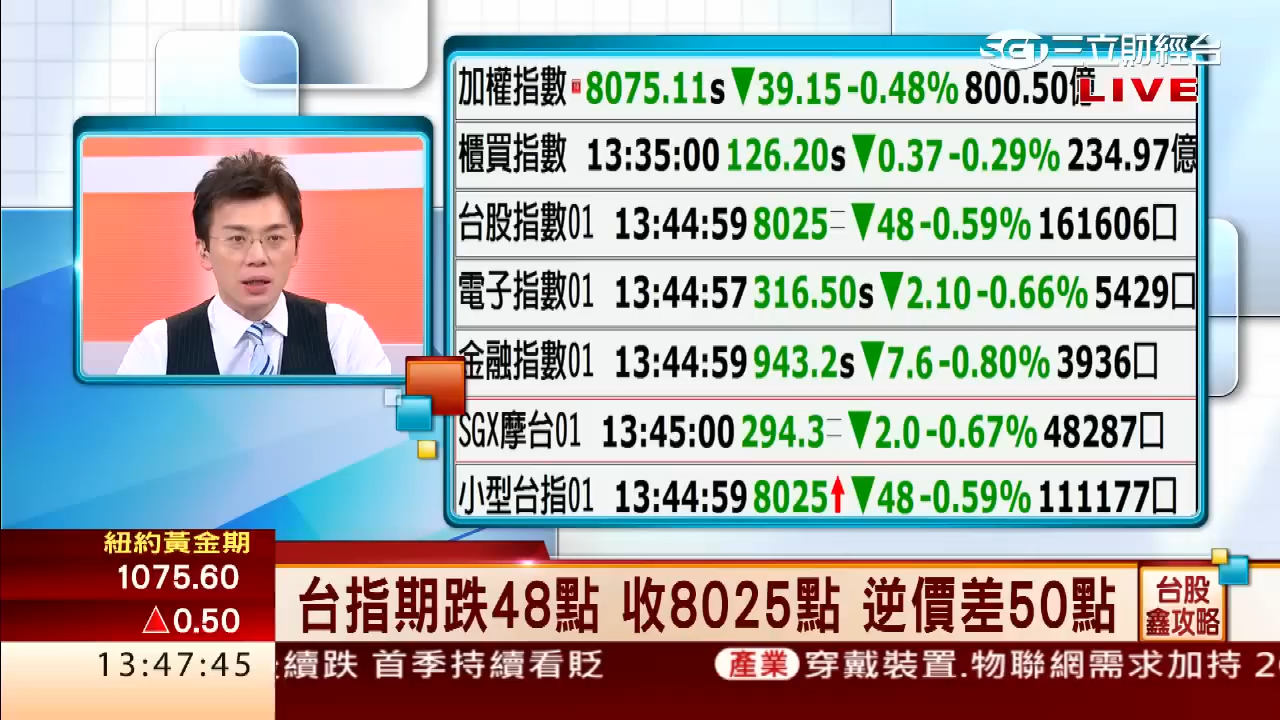 SET 三立財經台
LIVE
加權指數 8075.11s ▼39.15 -0.48% 800.50億
櫃買指數 13:35:00 126.20s ▼0.37 -0.29% 234.97億
台股指數01 13:44:59 8025 ▼48 -0.59% 161606口
電子指數01 13:44:57 316.50s ▼2.10 -0.66% 5429口
金融指數01 13:44:59 943.2s ▼7.6 -0.80% 3936口
SGX摩台01 13:45:00 294.3 ▼2.0 -0.67% 48287口
小型台指01 13:44:59 8025↑ ▼48 -0.59% 111177口
紐約黃金期
1075.60
△0.50
台指期跌48點 收8025點 逆價差50點
台股
鑫攻略
13:47:45
續跌 首季持續看貶 產業 穿戴裝置.物聯網需求加持